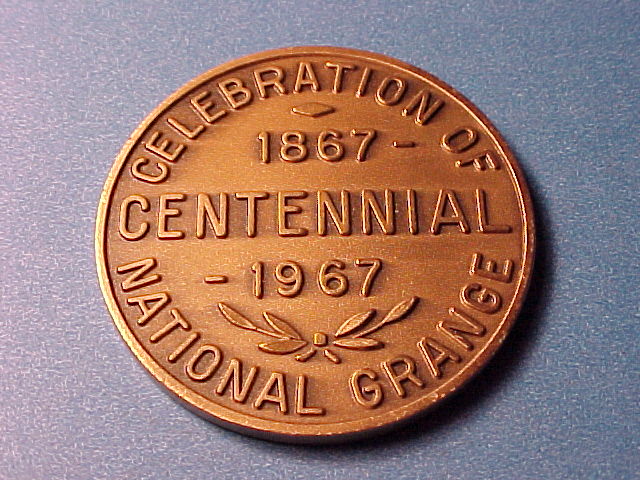 CELEBRATION OF
1867 -
CENTENNIAL
- 1967
NATIONAL GRANGE